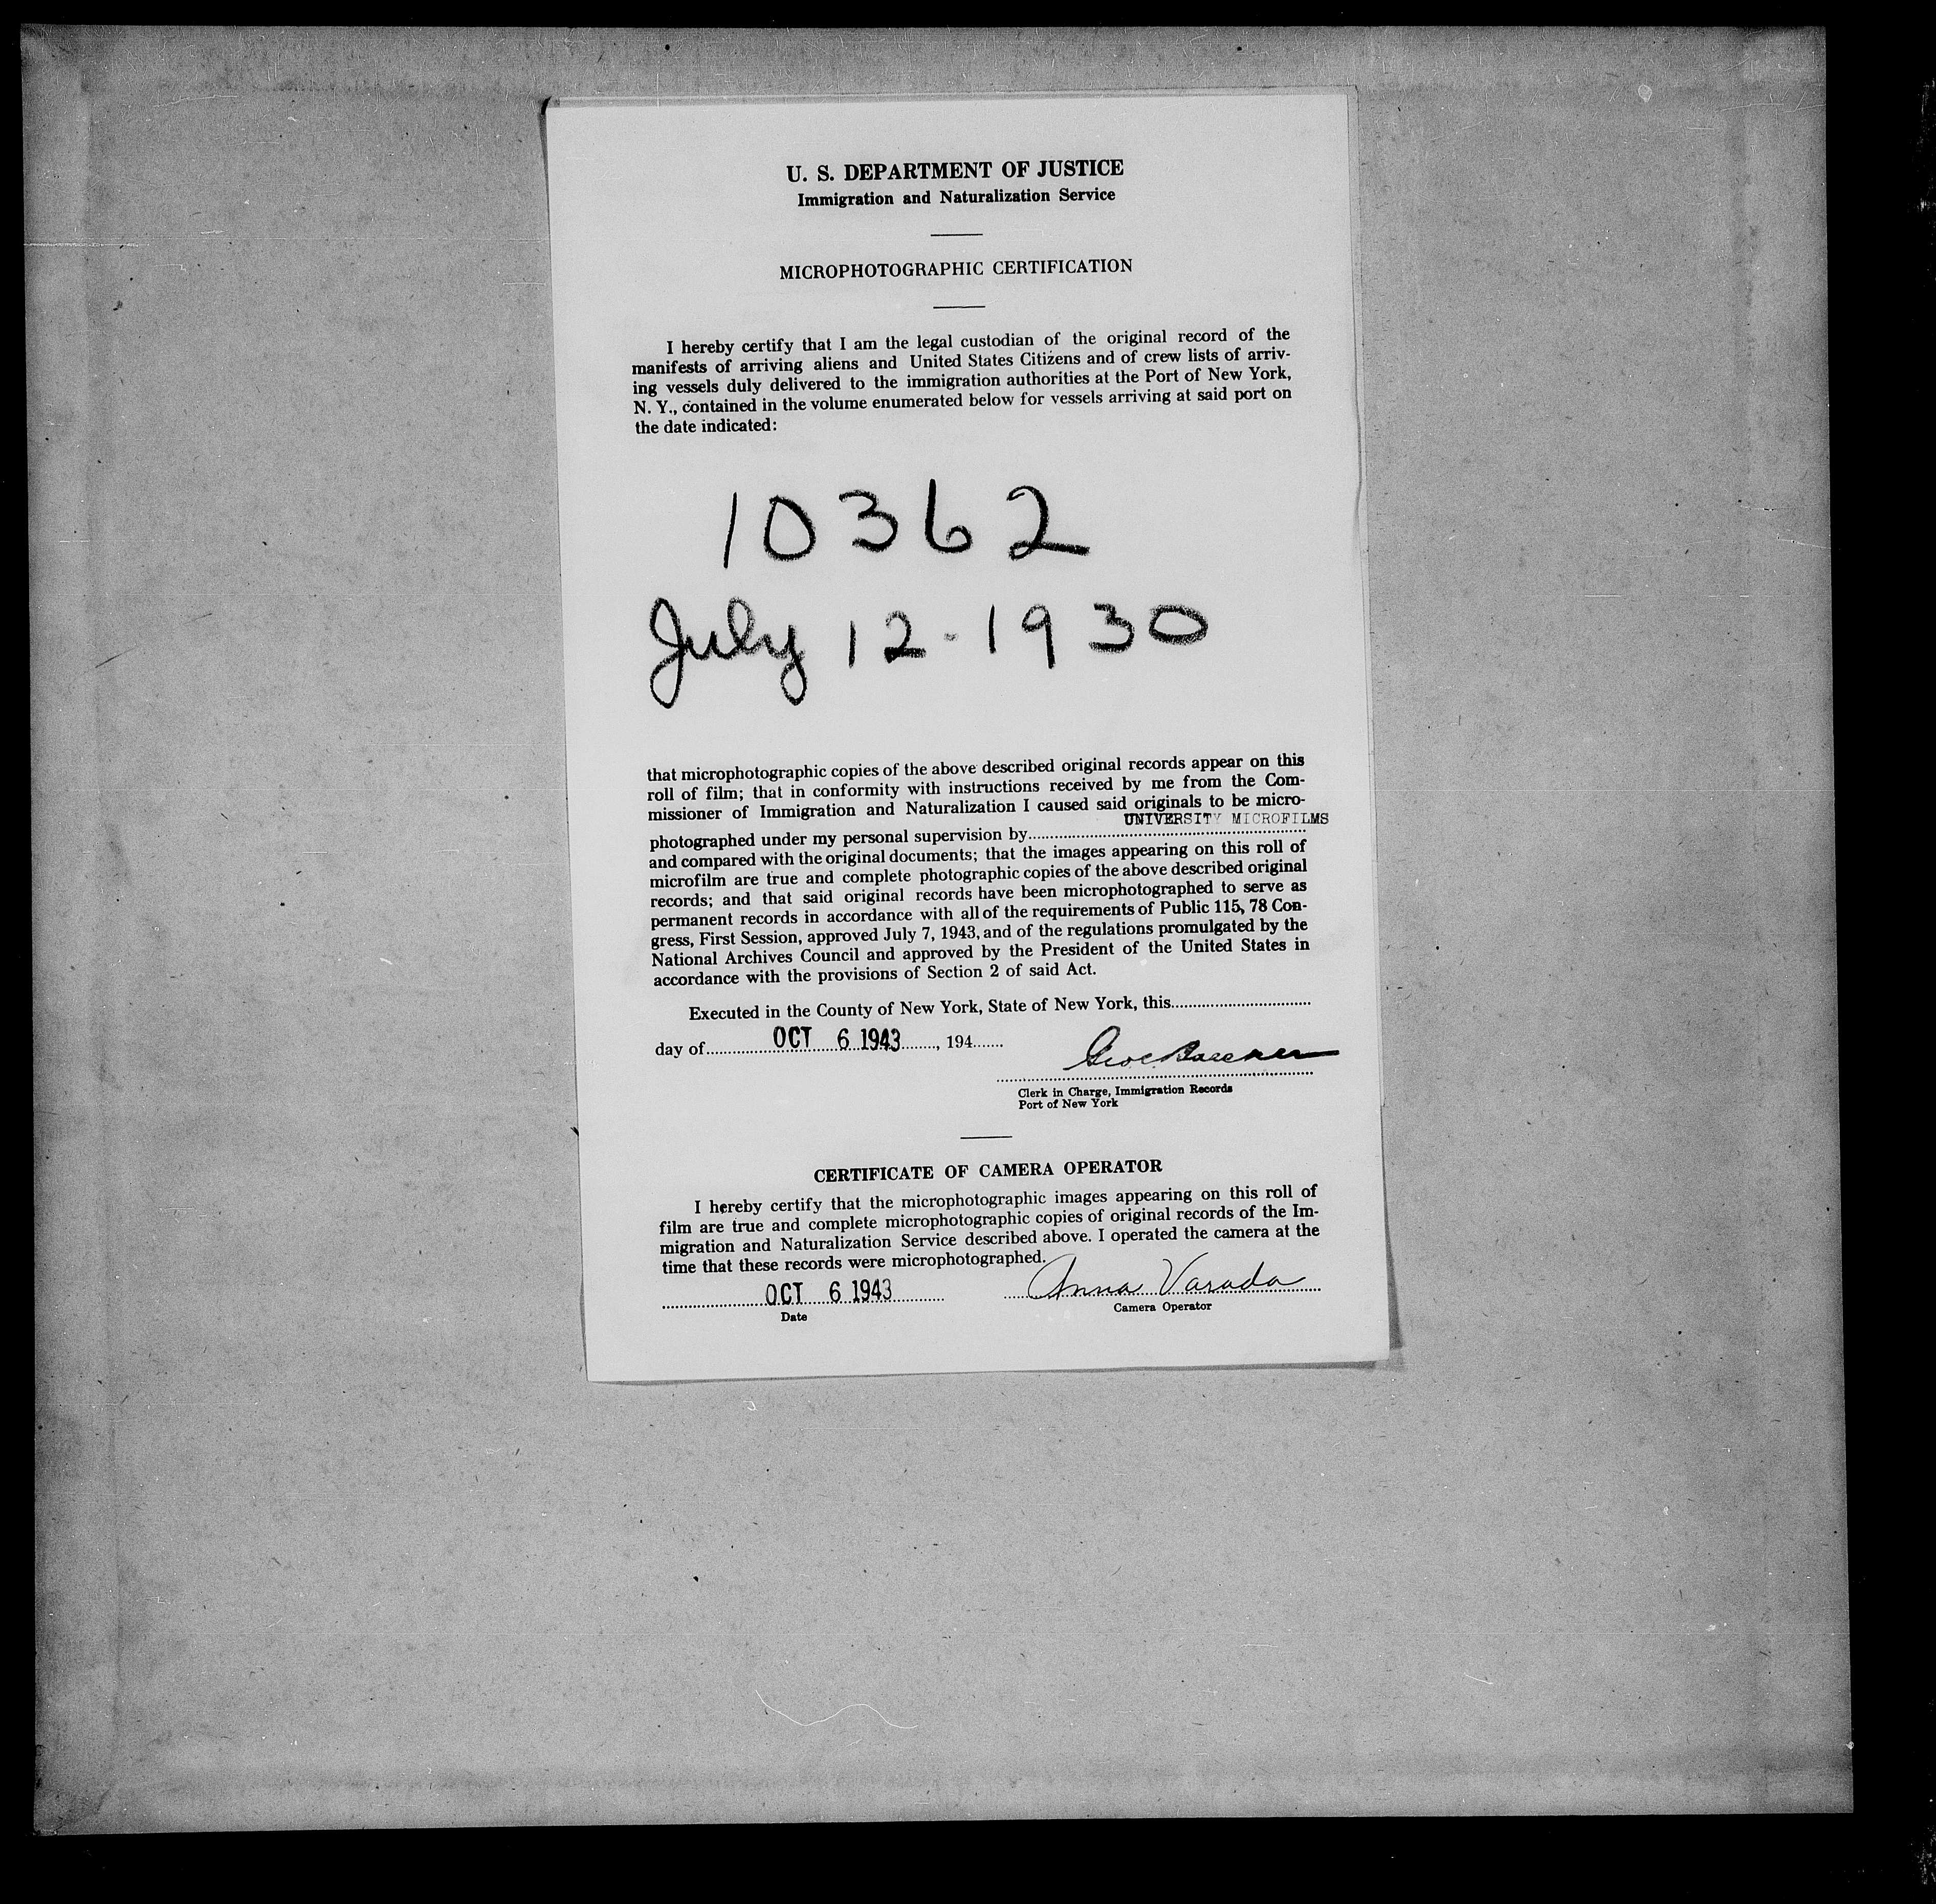 U. S. DEPARTMENT OF JUSTICE
Immigration and Naturalization Service
MICROPHOTOGRAPHIC CERTIFICATION
I hereby certify that I am the legal custodian of the original record of the
manifests of arriving aliens and United States Citizens and of crew lists of arriv-
ing vessels duly delivered to the immigration authorities at the Port of New York,
N. Y., contained in the volume enumerated below for vessels arriving at said port on
the date indicated:
10362
July 12-1930
that microphotographic copies of the above described original records appear on this
roll of film; that in conformity with instructions received by me from the Com-
missioner of Immigration and Naturalization I caused said originals to be micro-
UNIVERSITY MICROFILMS
photographed under my personal supervision by
and compared with the original documents; that the images appearing on this roll of
microfilm are true and complete photographic copies of the above described original
records; and that said original records have been microphotographed to serve as
permanent records in accordance with all of the requirements of Public 115, 78 Con-
gress, First Session, approved July 7, 1943, and of the regulations promulgated by the
National Archives Council and approved by the President of the United States in
accordance with the provisions of Section 2 of said Act.
Executed in the County of New York, State of New York, this
day of OCT 6 1943, 194
Clerk in Charge, Immigration Records
Port of New York
CERTIFICATE OF CAMERA OPERATOR
I hereby certify that the microphotographic images appearing on this roll of
film are true and complete microphotographic copies of original records of the Im-
migration and Naturalization Service described above. I operated the camera at the
time that these records were microphotographed.
OCT 6 1943 Anna Varada
Date Camera Operator